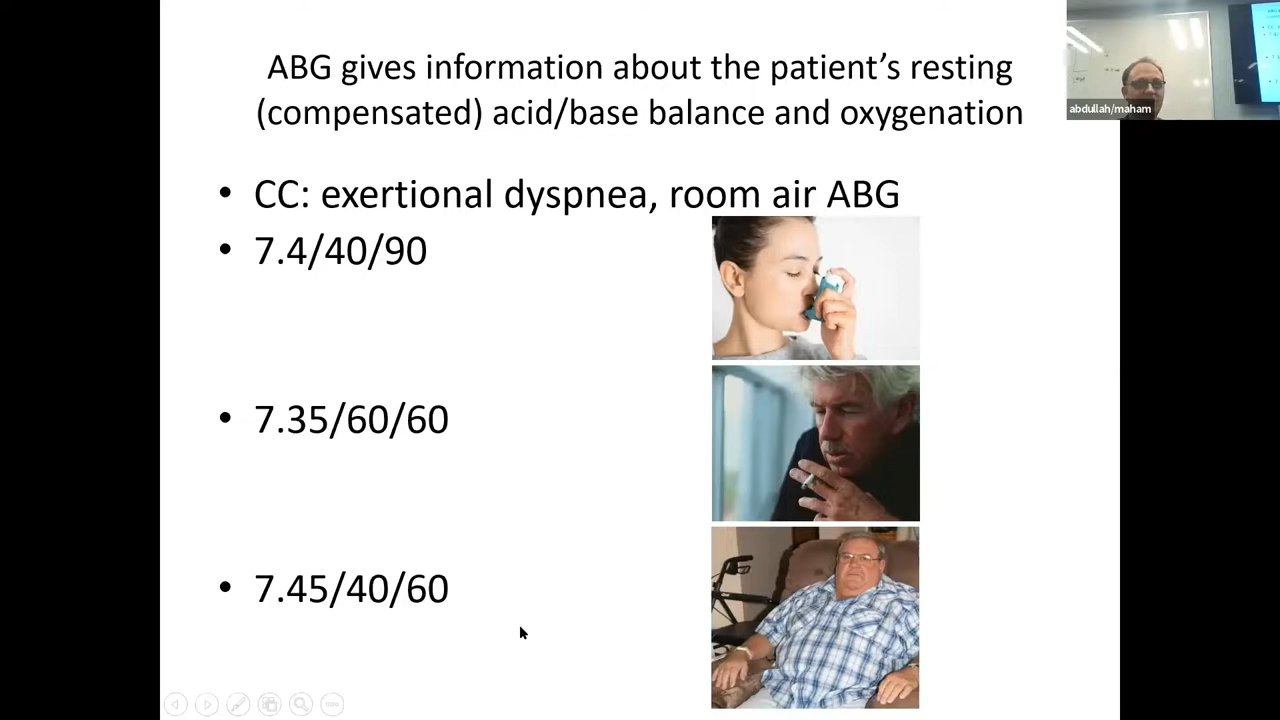 ABG gives information about the patient's resting
(compensated) acid/base balance and oxygenation
abdullah/maham
• CC: exertional dyspnea, room air ABG
• 7.4/40/90
• 7.35/60/60
• 7.45/40/60